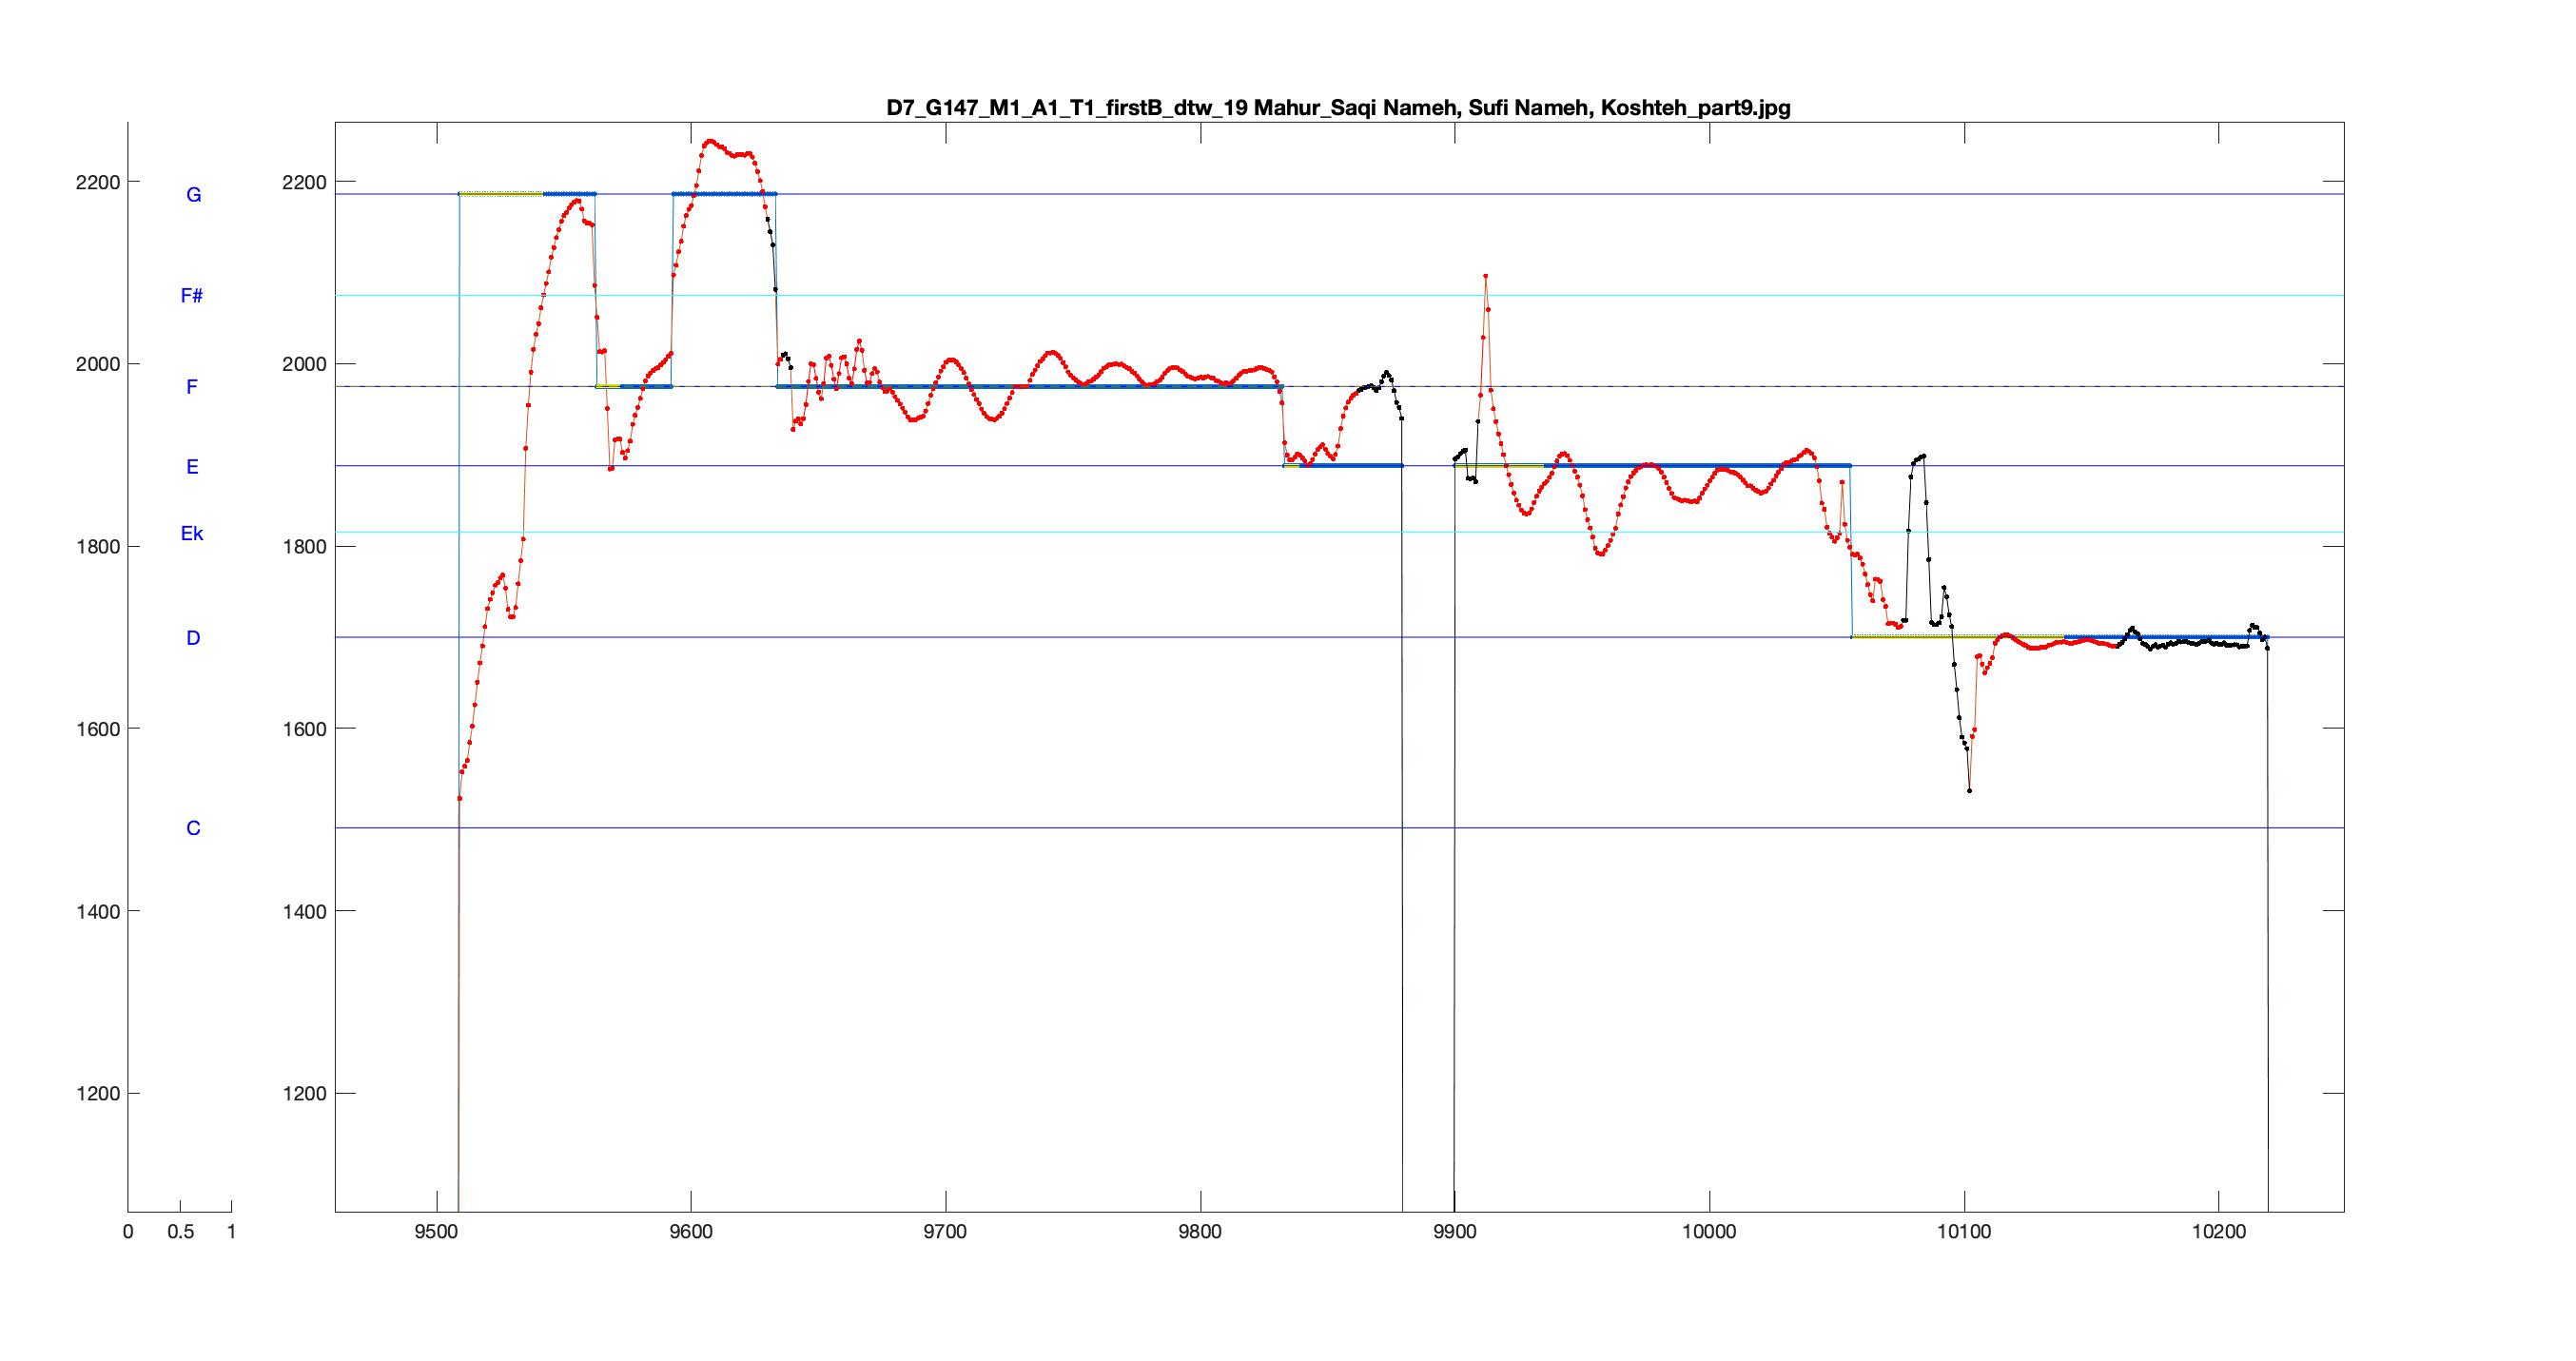 D7_G147_M1_A1_T1_firstB_dtw_19 Mahur_Saqi Nameh, Sufi Nameh, Koshteh_part9.jpg
2200 G 2200
F#
2000 2000
F
E
Ek
1800 1800
D
1600 1600
C
1400 1400
1200 1200
0 0.5 1 9500 9600 9700 9800 9900 10000 10100 10200